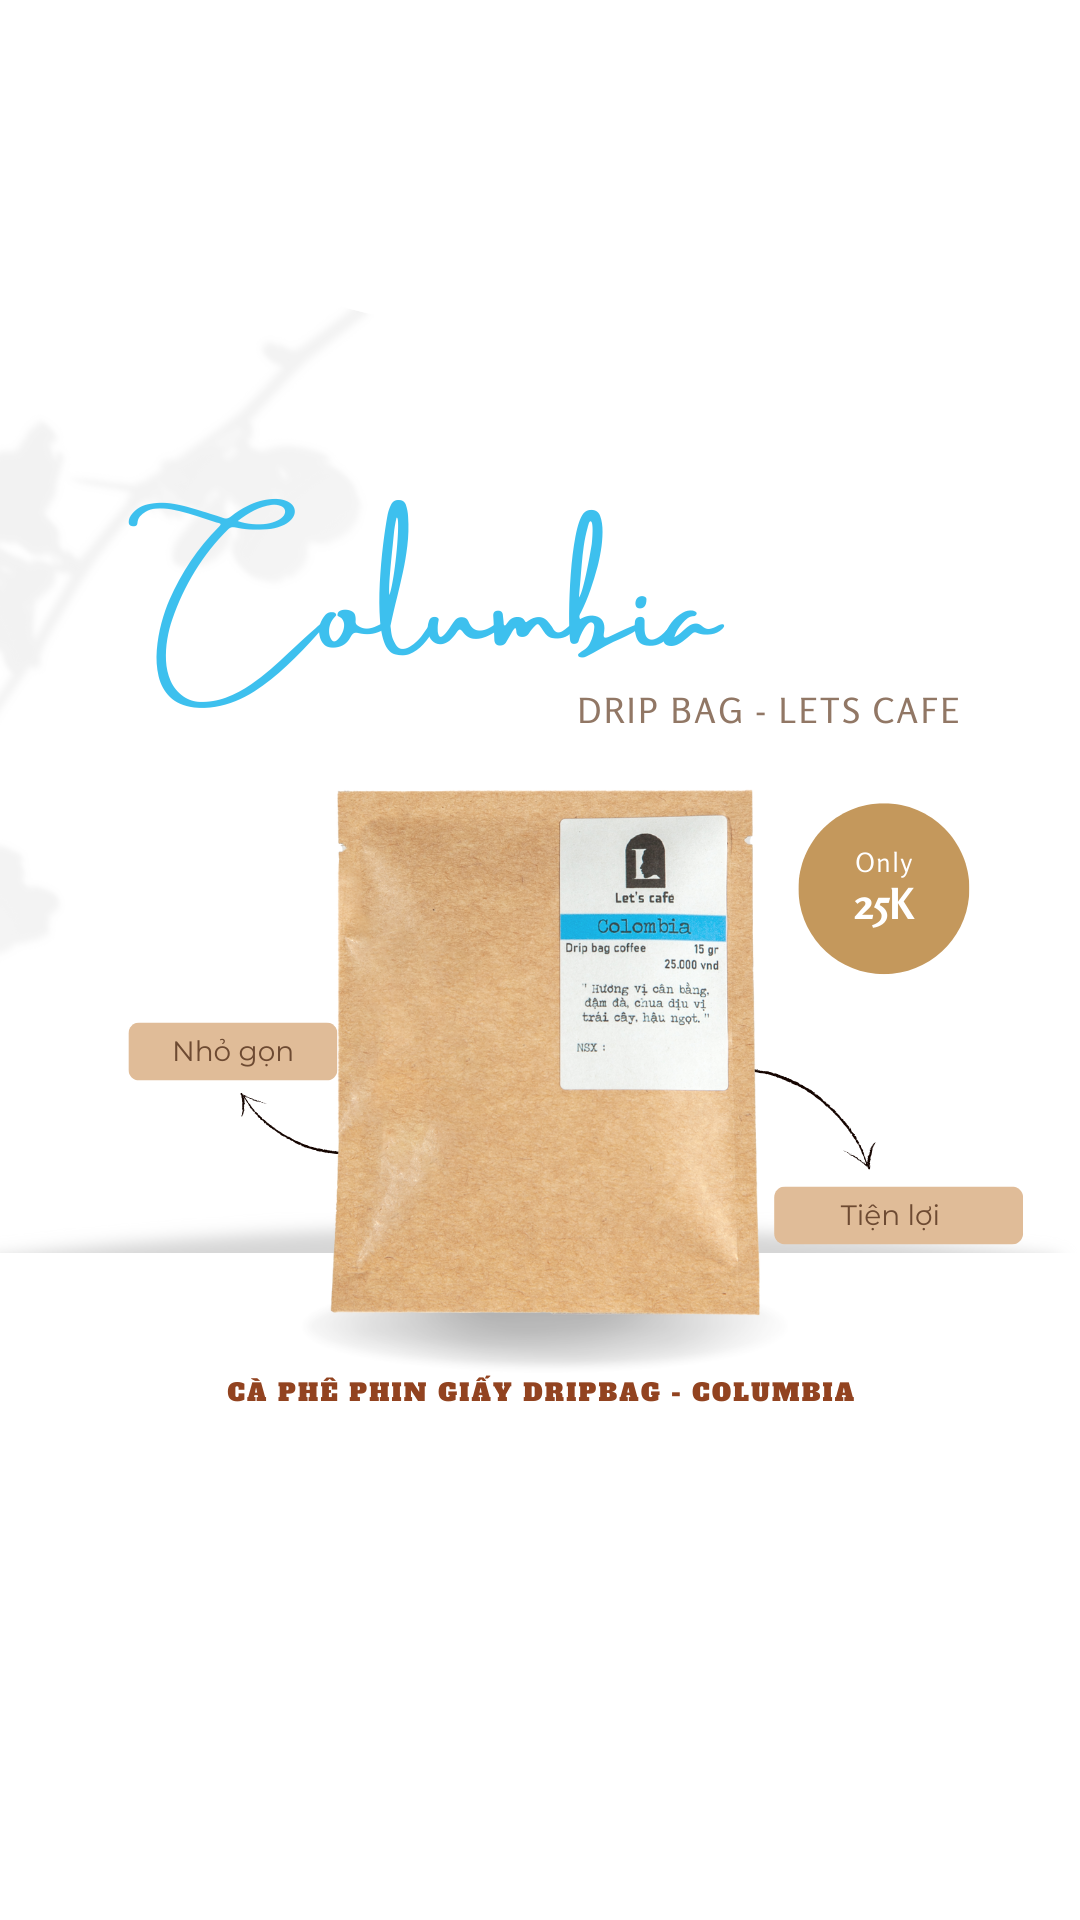 Columbia
DRIP BAG - LETS CAFE
Only
25K
Let's cafe
Colombia
Drip bag coffee 15 gr
25.000 vnd
" Hương vị cân bằng,
đậm đà, chua dịu vị
trái cây, hậu ngọt. "
NSX :
Nhỏ gọn
Tiện lợi
CÀ PHÊ PHIN GIẤY DRIPBAG - COLUMBIA